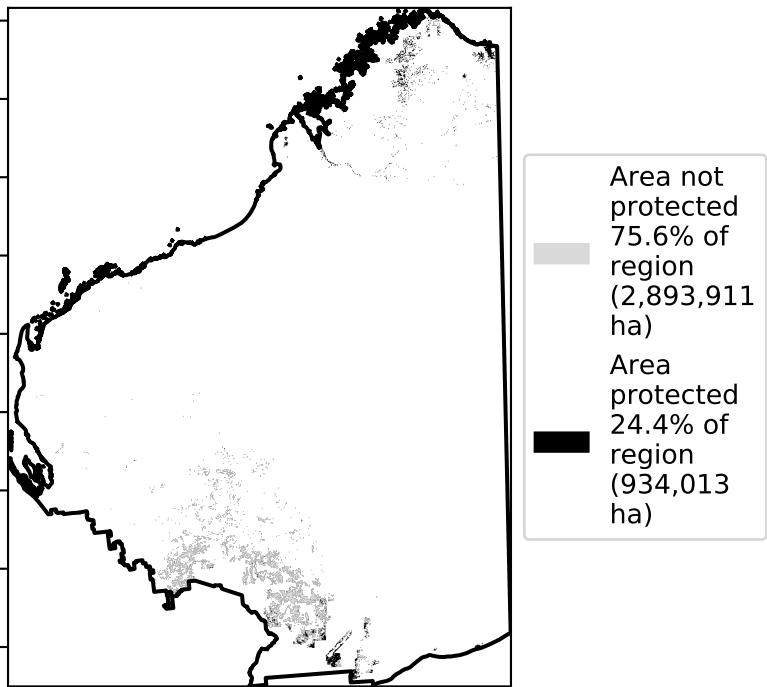 Area not
protected
75.6% of
region
(2,893,911
ha)
Area
protected
24.4% of
region
(934,013
ha)